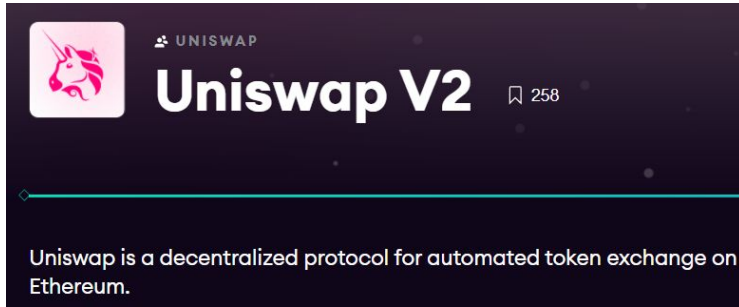 UNISWAP
Uniswap V2
258
Uniswap is a decentralized protocol for automated token exchange on
Ethereum.